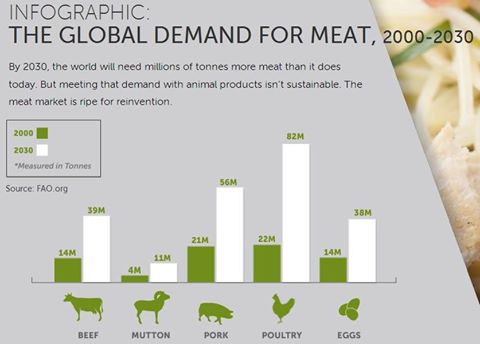 INFOGRAPHIC:
THE GLOBAL DEMAND FOR MEAT, 2000-2030
By 2030, the world will need millions of tonnes more meat than it does
today. But meeting that demand with animal products isn't sustainable. The
meat market is ripe for reinvention.
2000
2030
*Measured in Tonnes
Source: FAO.org
14M 39M
4M 11M
21M 56M
22M 82M
14M 38M
BEEF MUTTON PORK POULTRY EGGS